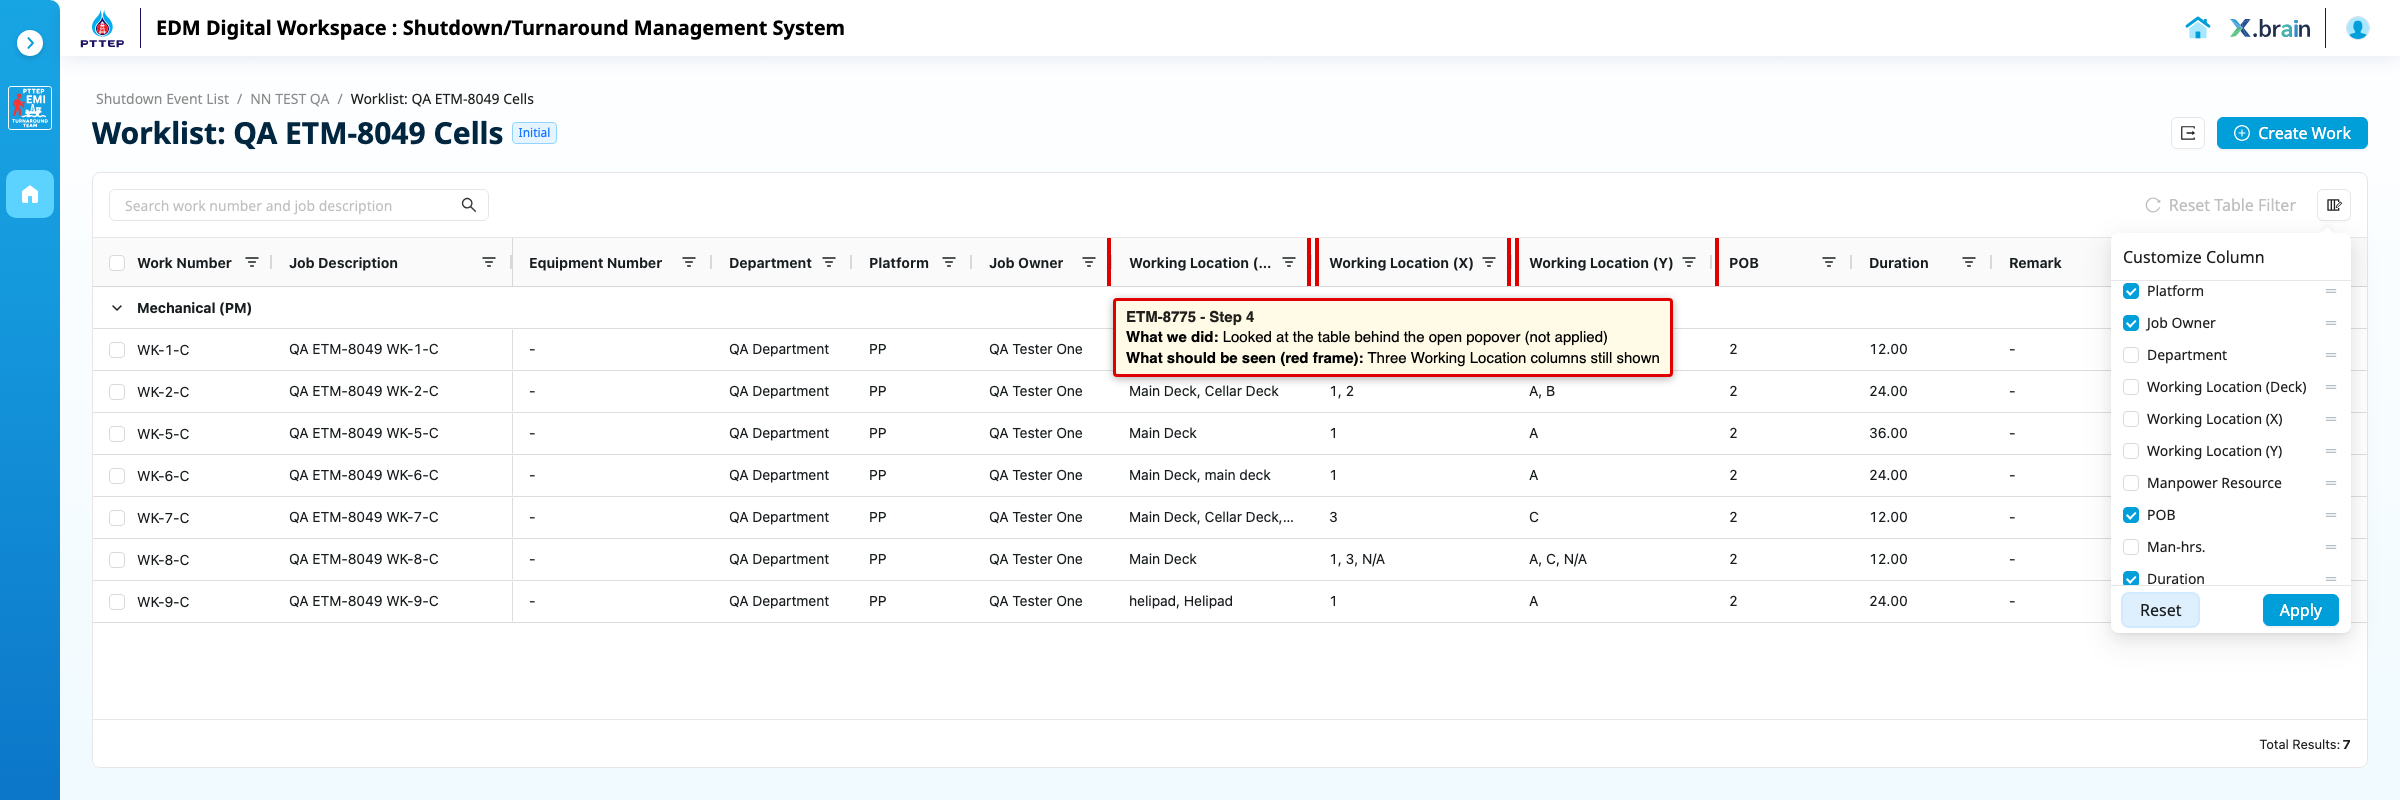 PTTEP
EDM Digital Workspace : Shutdown/Turnaround Management System
X.brain
PTTEP
EMI
TURNAROUND
TEAM
Shutdown Event List / NN TEST QA / Worklist: QA ETM-8049 Cells
Worklist: QA ETM-8049 Cells Initial
Create Work
Search work number and job description
Reset Table Filter
Work Number Job Description Equipment Number Department Platform Job Owner Working Location (... Working Location (X) Working Location (Y) POB Duration Remark
Mechanical (PM)
WK-1-C QA ETM-8049 WK-1-C - QA Department PP QA Tester One 2 12.00
WK-2-C QA ETM-8049 WK-2-C - QA Department PP QA Tester One Main Deck, Cellar Deck 1, 2 A, B 2 24.00 -
WK-5-C QA ETM-8049 WK-5-C - QA Department PP QA Tester One Main Deck 1 A 2 36.00 -
WK-6-C QA ETM-8049 WK-6-C - QA Department PP QA Tester One Main Deck, main deck 1 A 2 24.00 -
WK-7-C QA ETM-8049 WK-7-C - QA Department PP QA Tester One Main Deck, Cellar Deck,... 3 C 2 12.00 -
WK-8-C QA ETM-8049 WK-8-C - QA Department PP QA Tester One Main Deck 1, 3, N/A A, C, N/A 2 12.00 -
WK-9-C QA ETM-8049 WK-9-C - QA Department PP QA Tester One helipad, Helipad 1 A 2 24.00 -
ETM-8775 - Step 4
What we did: Looked at the table behind the open popover (not applied)
What should be seen (red frame): Three Working Location columns still shown
Customize Column
Platform
Job Owner
Department
Working Location (Deck)
Working Location (X)
Working Location (Y)
Manpower Resource
POB
Man-hrs.
Duration
Reset Apply
Total Results: 7